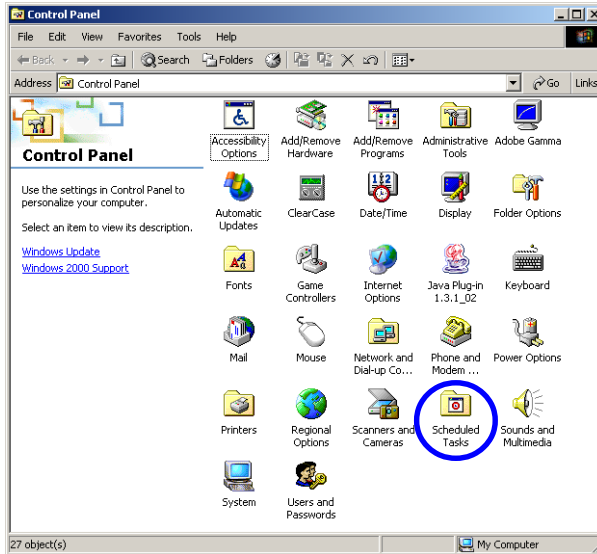 Control Panel
File Edit View Favorites Tools Help
Back Search Folders
Address Control Panel Go Links
Control Panel
Use the settings in Control Panel to
personalize your computer.
Select an item to view its description.
Windows Update
Windows 2000 Support
Accessibility Options
Add/Remove Hardware
Add/Remove Programs
Administrative Tools
Adobe Gamma
Automatic Updates
ClearCase
Date/Time
Display
Folder Options
Fonts
Game Controllers
Internet Options
Java Plug-in 1.3.1_02
Keyboard
Mail
Mouse
Network and Dial-up Co...
Phone and Modem ...
Power Options
Printers
Regional Options
Scanners and Cameras
Scheduled Tasks
Sounds and Multimedia
System
Users and Passwords
27 object(s) My Computer